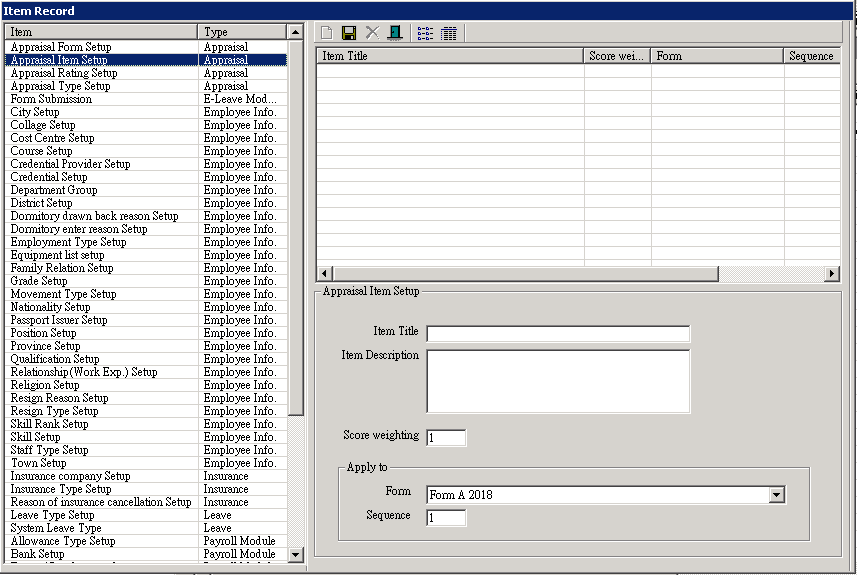 Item Record
Item Type
Appraisal Form Setup Appraisal
Appraisal Item Setup Appraisal
Appraisal Rating Setup Appraisal
Appraisal Type Setup Appraisal
Form Submission E-Leave Mod...
City Setup Employee Info.
Collage Setup Employee Info.
Cost Centre Setup Employee Info.
Course Setup Employee Info.
Credential Provider Setup Employee Info.
Credential Setup Employee Info.
Department Group Employee Info.
District Setup Employee Info.
Dormitory drawn back reason Setup Employee Info.
Dormitory enter reason Setup Employee Info.
Employment Type Setup Employee Info.
Equipment list setup Employee Info.
Family Relation Setup Employee Info.
Grade Setup Employee Info.
Movement Type Setup Employee Info.
Nationality Setup Employee Info.
Passport Issuer Setup Employee Info.
Position Setup Employee Info.
Province Setup Employee Info.
Qualification Setup Employee Info.
Relationship(Work Exp.) Setup Employee Info.
Religion Setup Employee Info.
Resign Reason Setup Employee Info.
Resign Type Setup Employee Info.
Skill Rank Setup Employee Info.
Skill Setup Employee Info.
Staff Type Setup Employee Info.
Town Setup Employee Info.
Insurance company Setup Insurance
Insurance Type Setup Insurance
Reason of insurance cancellation Setup Insurance
Leave Type Setup Leave
System Leave Type Leave
Allowance Type Setup Payroll Module
Bank Setup Payroll Module
Item Title Score wei... Form Sequence
Appraisal Item Setup
Item Title
Item Description
Score weighting 1
Apply to
Form Form A 2018
Sequence 1